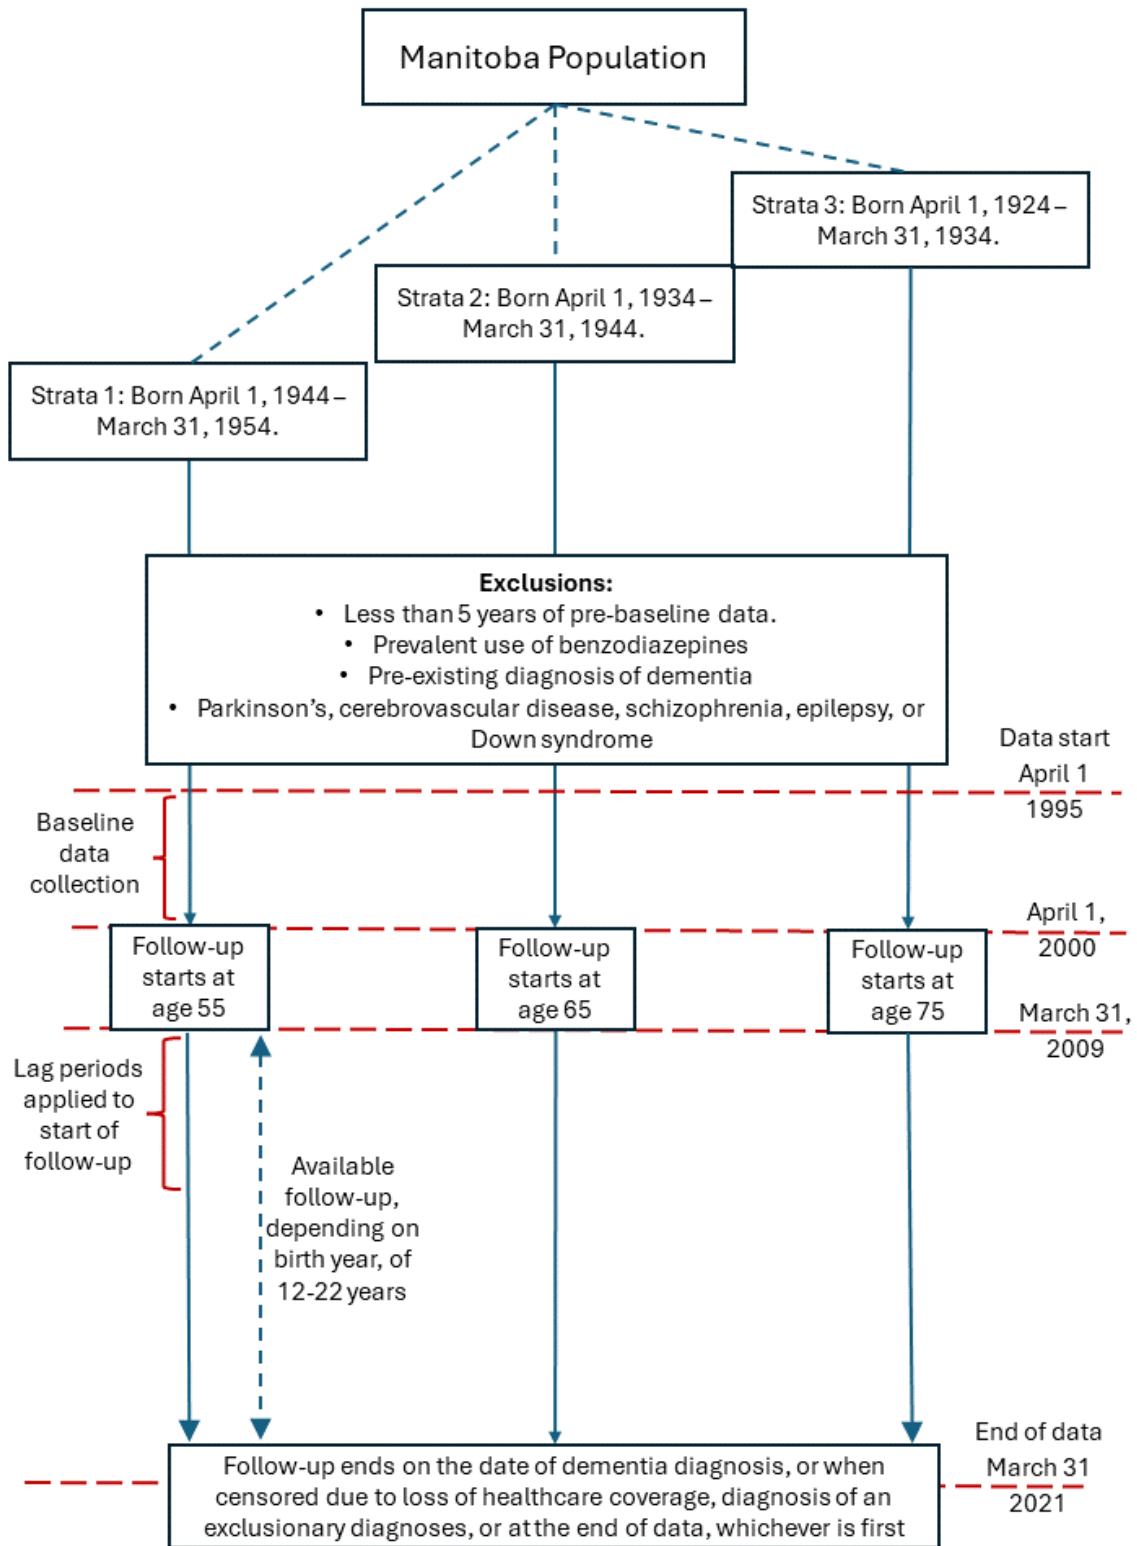 Manitoba Population
Strata 3: Born April 1, 1924 –
March 31, 1934.
Strata 2: Born April 1, 1934 –
March 31, 1944.
Strata 1: Born April 1, 1944 –
March 31, 1954.
Exclusions:
• Less than 5 years of pre-baseline data.
• Prevalent use of benzodiazepines
• Pre-existing diagnosis of dementia
• Parkinson's, cerebrovascular disease, schizophrenia, epilepsy, or
Down syndrome
Data start
April 1
1995
Baseline
data
collection
April 1,
2000
Follow-up
starts at
age 55
Follow-up
starts at
age 65
Follow-up
starts at
age 75
March 31,
2009
Lag periods
applied to
start of
follow-up
Available
follow-up,
depending on
birth year, of
12-22 years
End of data
March 31
2021
Follow-up ends on the date of dementia diagnosis, or when
censored due to loss of healthcare coverage, diagnosis of an
exclusionary diagnoses, or at the end of data, whichever is first